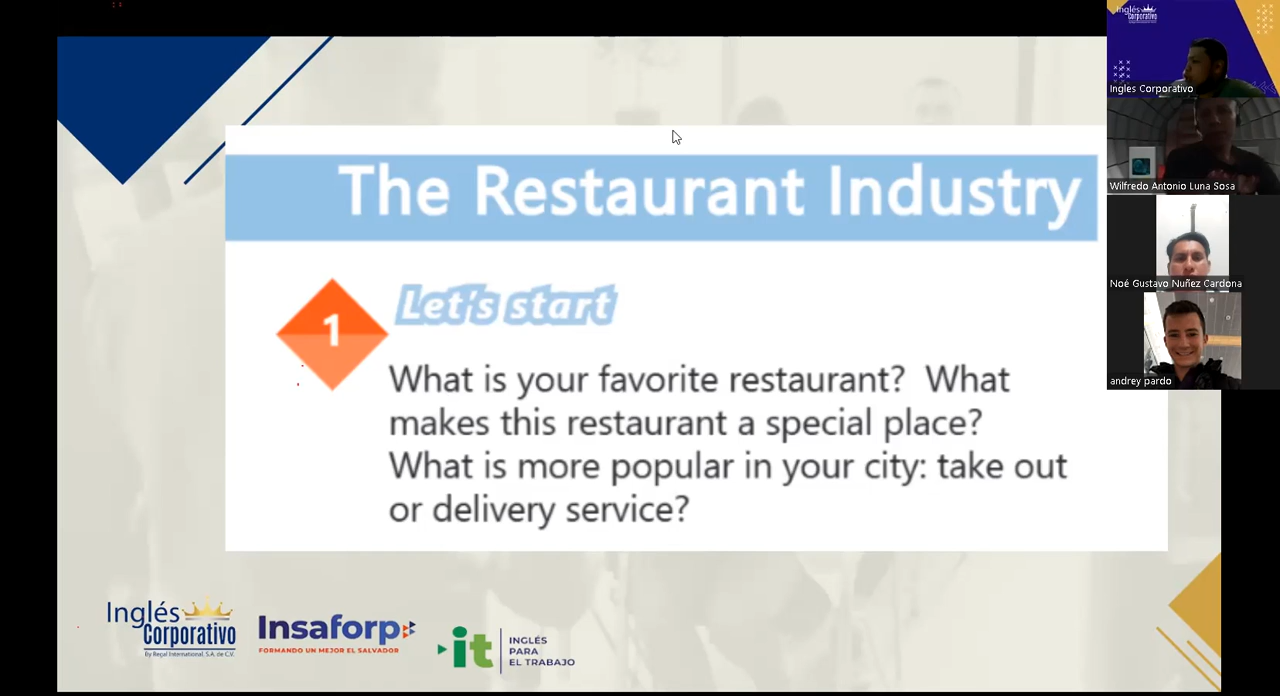 The Restaurant Industry
1
Let's start
What is your favorite restaurant? What
makes this restaurant a special place?
What is more popular in your city: take out
or delivery service?
Inglés
Corporativo
By Regal International, S.A. de C.V.
Insaforp
FORMANDO UN MEJOR EL SALVADOR
it
INGLÉS
PARA
EL TRABAJO
Inglés
Corporativo
Ingles Corporativo
Wilfredo Antonio Luna Sosa
Noé Gustavo Nuñez Cardona
andrey pardo